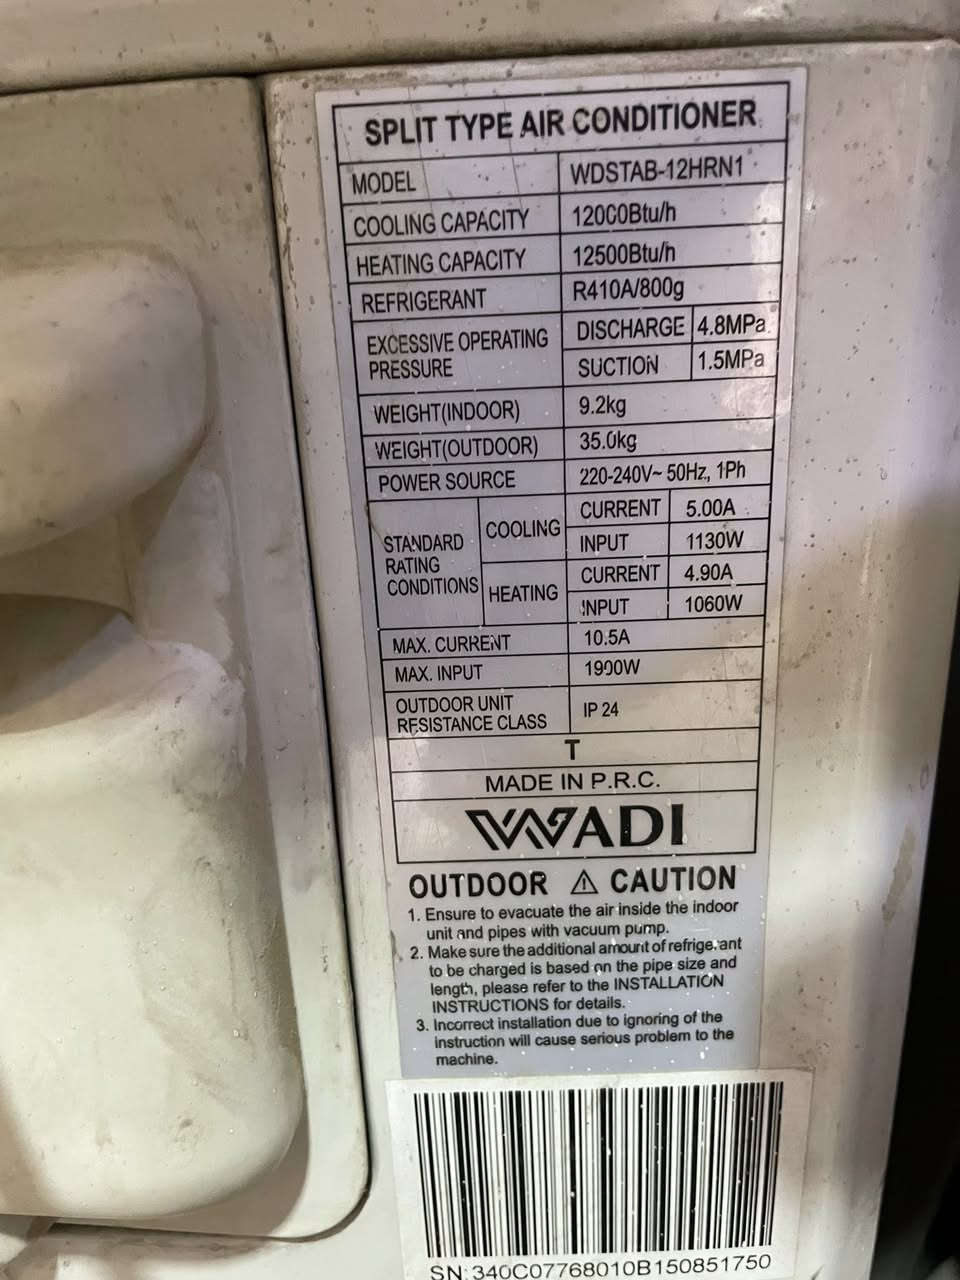 SPLIT TYPE AIR CONDITIONER
MODEL WDSTAB-12HRN1
COOLING CAPACITY 12000Btu/h
HEATING CAPACITY 12500Btu/h
REFRIGERANT R410A/800g
EXCESSIVE OPERATING PRESSURE DISCHARGE 4.8MPa
SUCTION 1.5MPa
WEIGHT(INDOOR) 9.2kg
WEIGHT(OUTDOOR) 35.0kg
POWER SOURCE 220-240V~ 50Hz, 1Ph
STANDARD RATING CONDITIONS COOLING CURRENT 5.00A
INPUT 1130W
HEATING CURRENT 4.90A
INPUT 1060W
MAX. CURRENT 10.5A
MAX. INPUT 1900W
OUTDOOR UNIT RESISTANCE CLASS IP 24
T
MADE IN P.R.C.
WADI
OUTDOOR ⚠ CAUTION
1. Ensure to evacuate the air inside the indoor
unit and pipes with vacuum pump.
2. Make sure the additional amount of refrigerant
to be charged is based on the pipe size and
length, please refer to the INSTALLATION
INSTRUCTIONS for details.
3. Incorrect installation due to ignoring of the
instruction will cause serious problem to the
machine.
SN:340C07768010B150851750